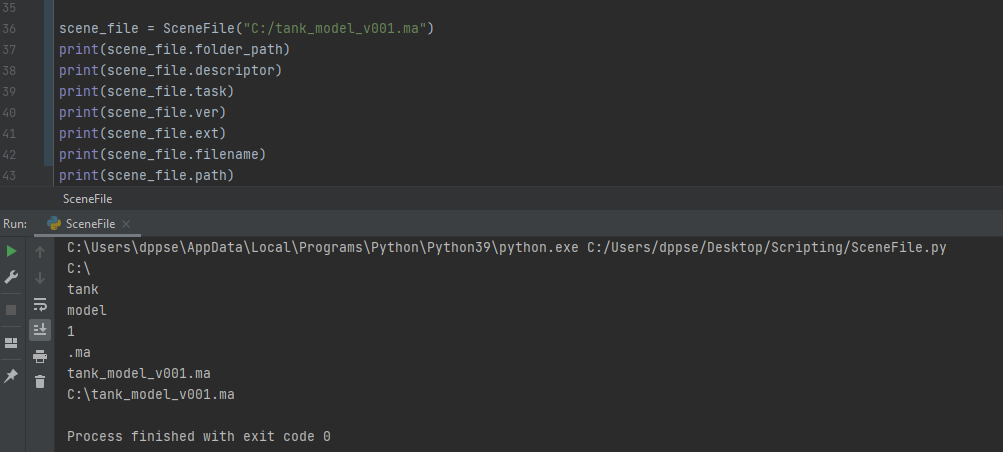 35
36 scene_file = SceneFile("C:/tank_model_v001.ma")
37 print(scene_file.folder_path)
38 print(scene_file.descriptor)
39 print(scene_file.task)
40 print(scene_file.ver)
41 print(scene_file.ext)
42 print(scene_file.filename)
43 print(scene_file.path)
SceneFile
Run: SceneFile ×
C:\Users\dppse\AppData\Local\Programs\Python\Python39\python.exe C:/Users/dppse/Desktop/Scripting/SceneFile.py
C:\
tank
model
1
.ma
tank_model_v001.ma
C:\tank_model_v001.ma
Process finished with exit code 0